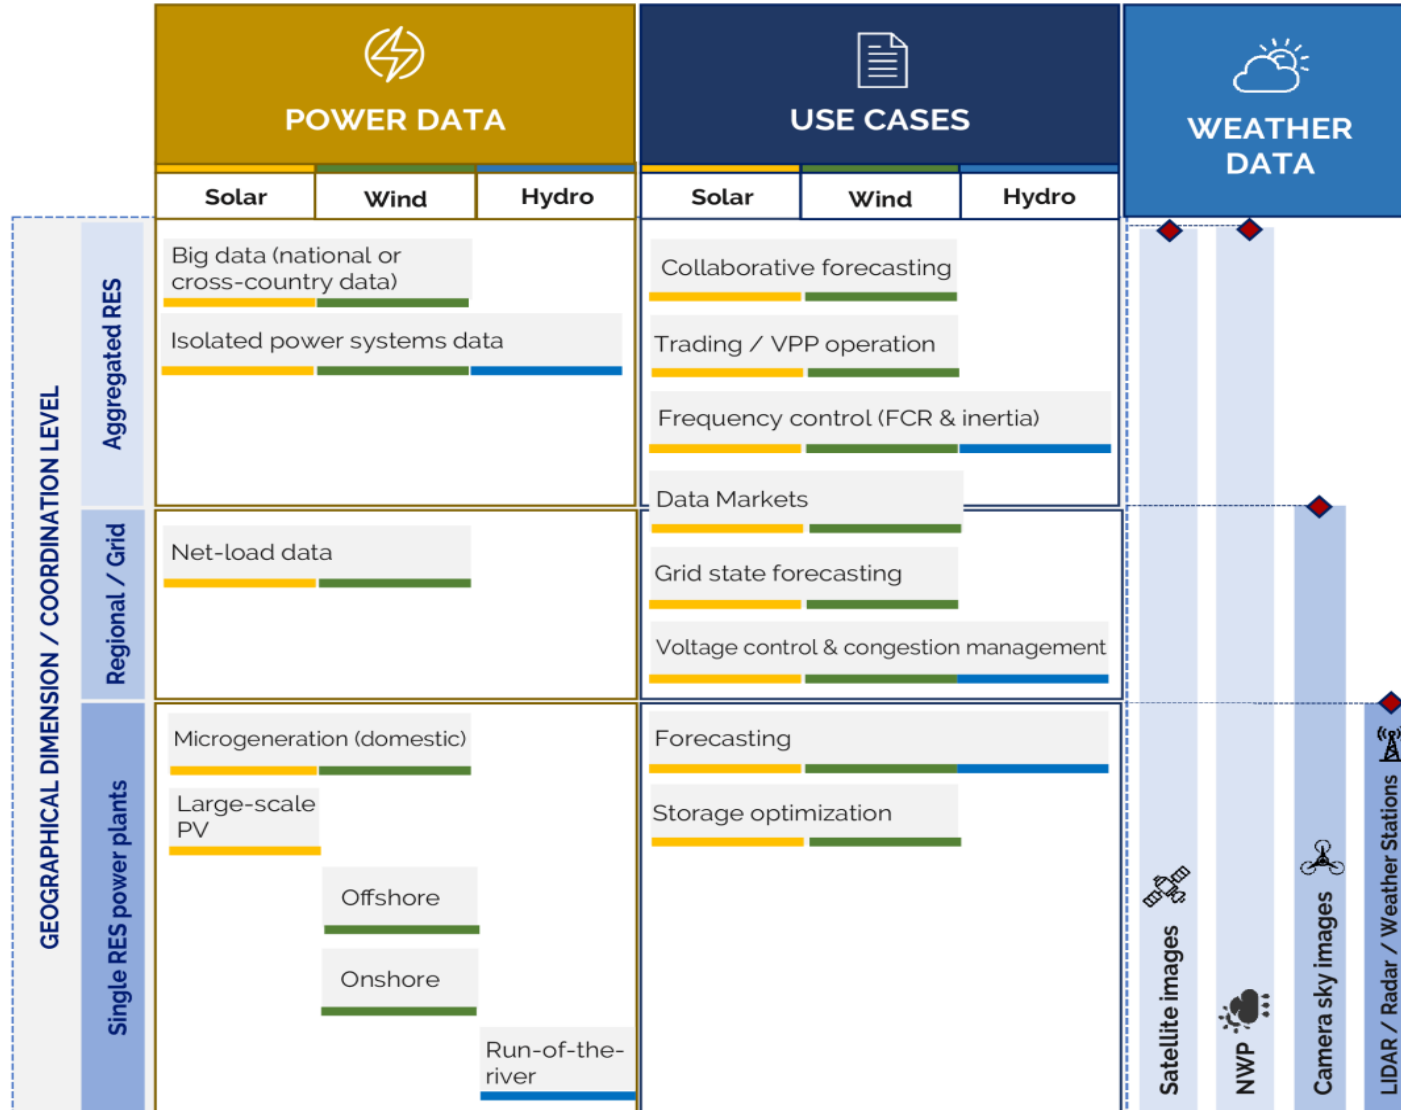 POWER DATA
USE CASES
WEATHER
DATA
Solar
Wind
Hydro
Solar
Wind
Hydro
GEOGRAPHICAL DIMENSION / COORDINATION LEVEL
Aggregated RES
Big data (national or
cross-country data)
Isolated power systems data
Collaborative forecasting
Trading / VPP operation
Frequency control (FCR & inertia)
Data Markets
Regional / Grid
Net-load data
Grid state forecasting
Voltage control & congestion management
Single RES power plants
Microgeneration (domestic)
Large-scale
PV
Offshore
Onshore
Run-of-the-
river
Forecasting
Storage optimization
Satellite images
NWP
Camera sky images
LIDAR / Radar / Weather Stations